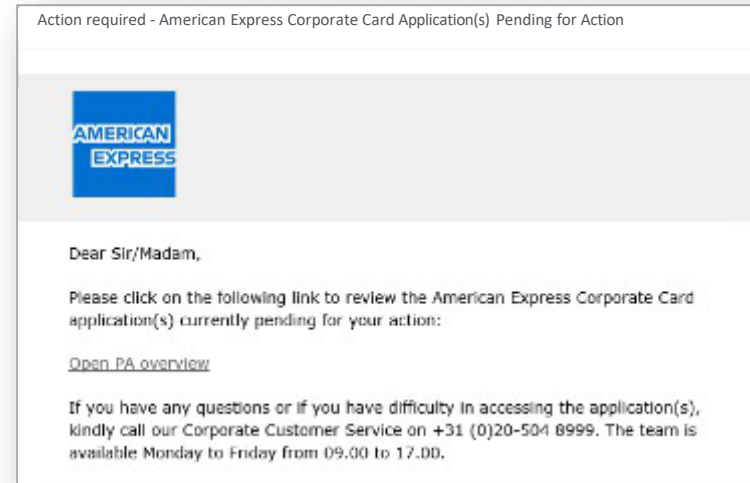 Action required - American Express Corporate Card Application(s) Pending for Action
AMERICAN
EXPRESS
Dear Sir/Madam,
Please click on the following link to review the American Express Corporate Card
application(s) currently pending for your action:
Open PA overview
If you have any questions or if you have difficulty in accessing the application(s),
kindly call our Corporate Customer Service on +31 (0)20-504 8999. The team is
available Monday to Friday from 09.00 to 17.00.